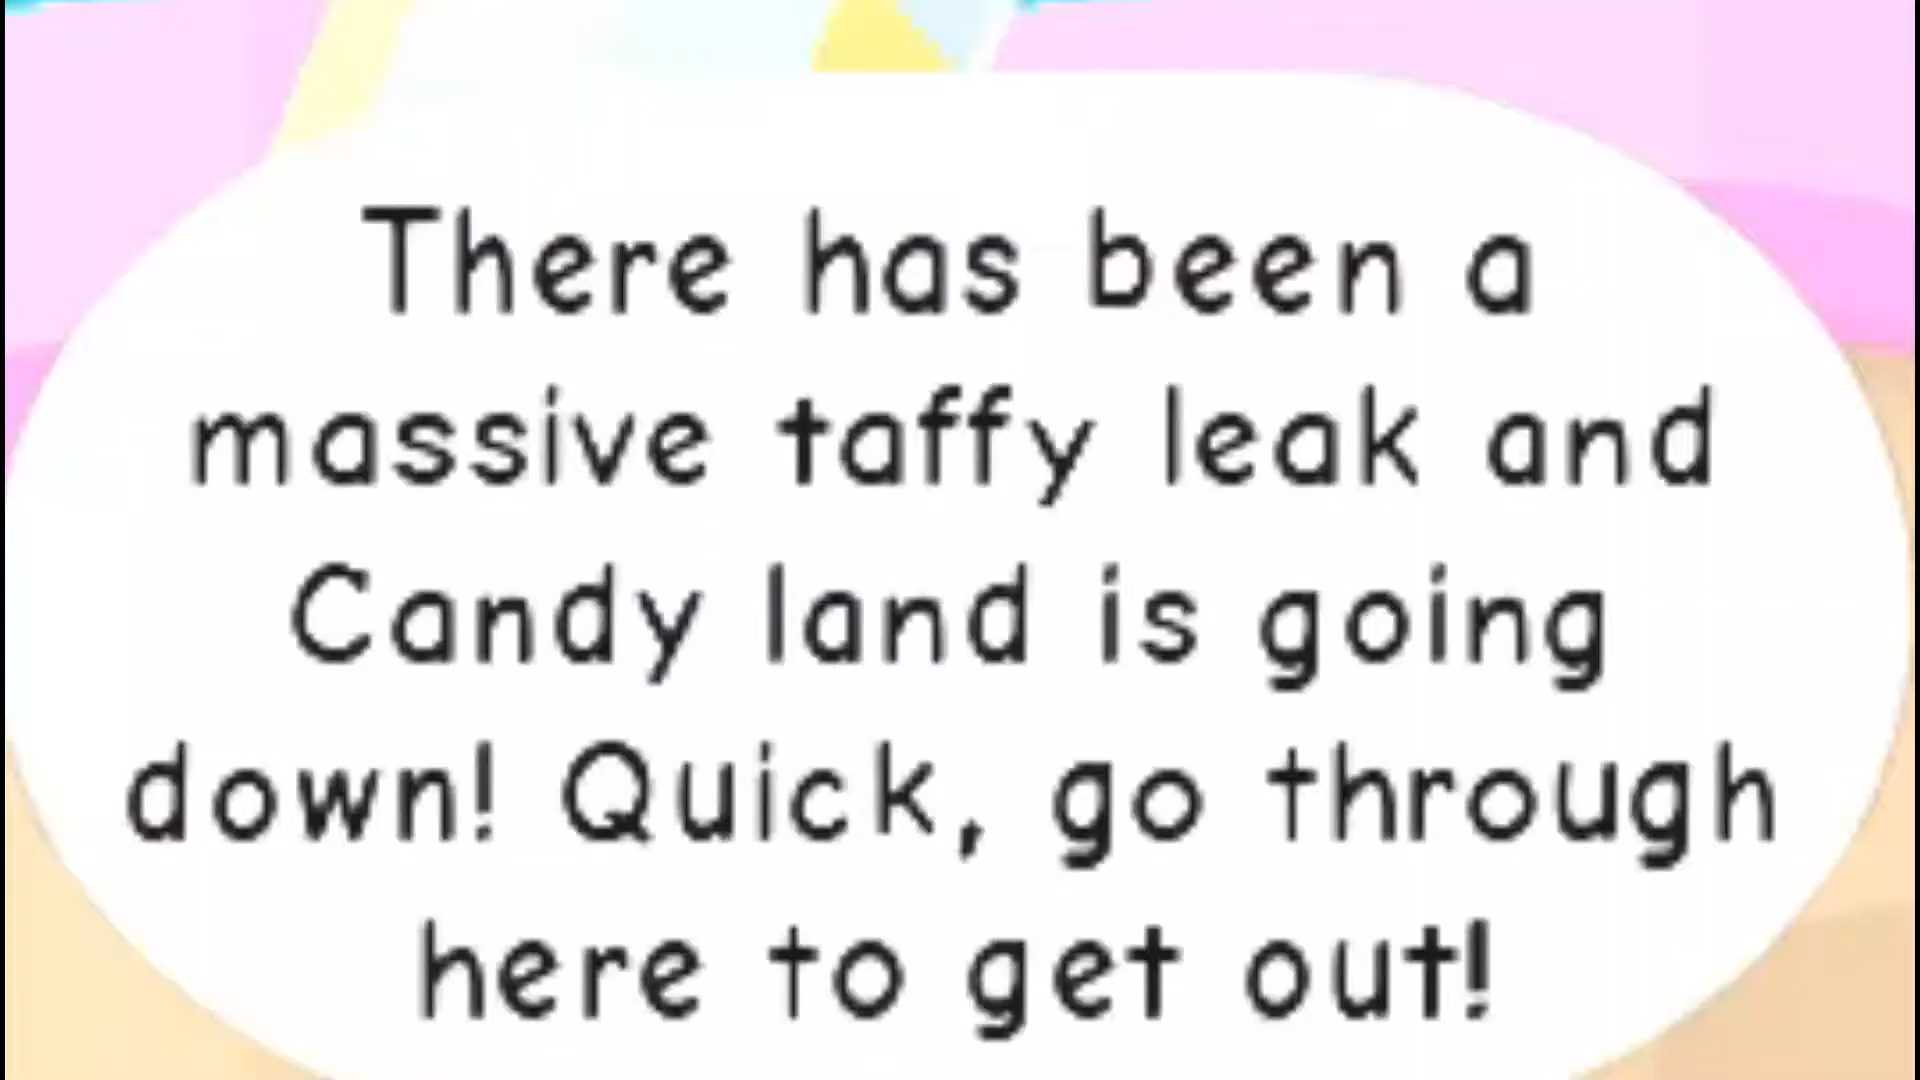 There has been a
massive taffy leak and
Candy land is going
down! Quick, go through
here to get out!